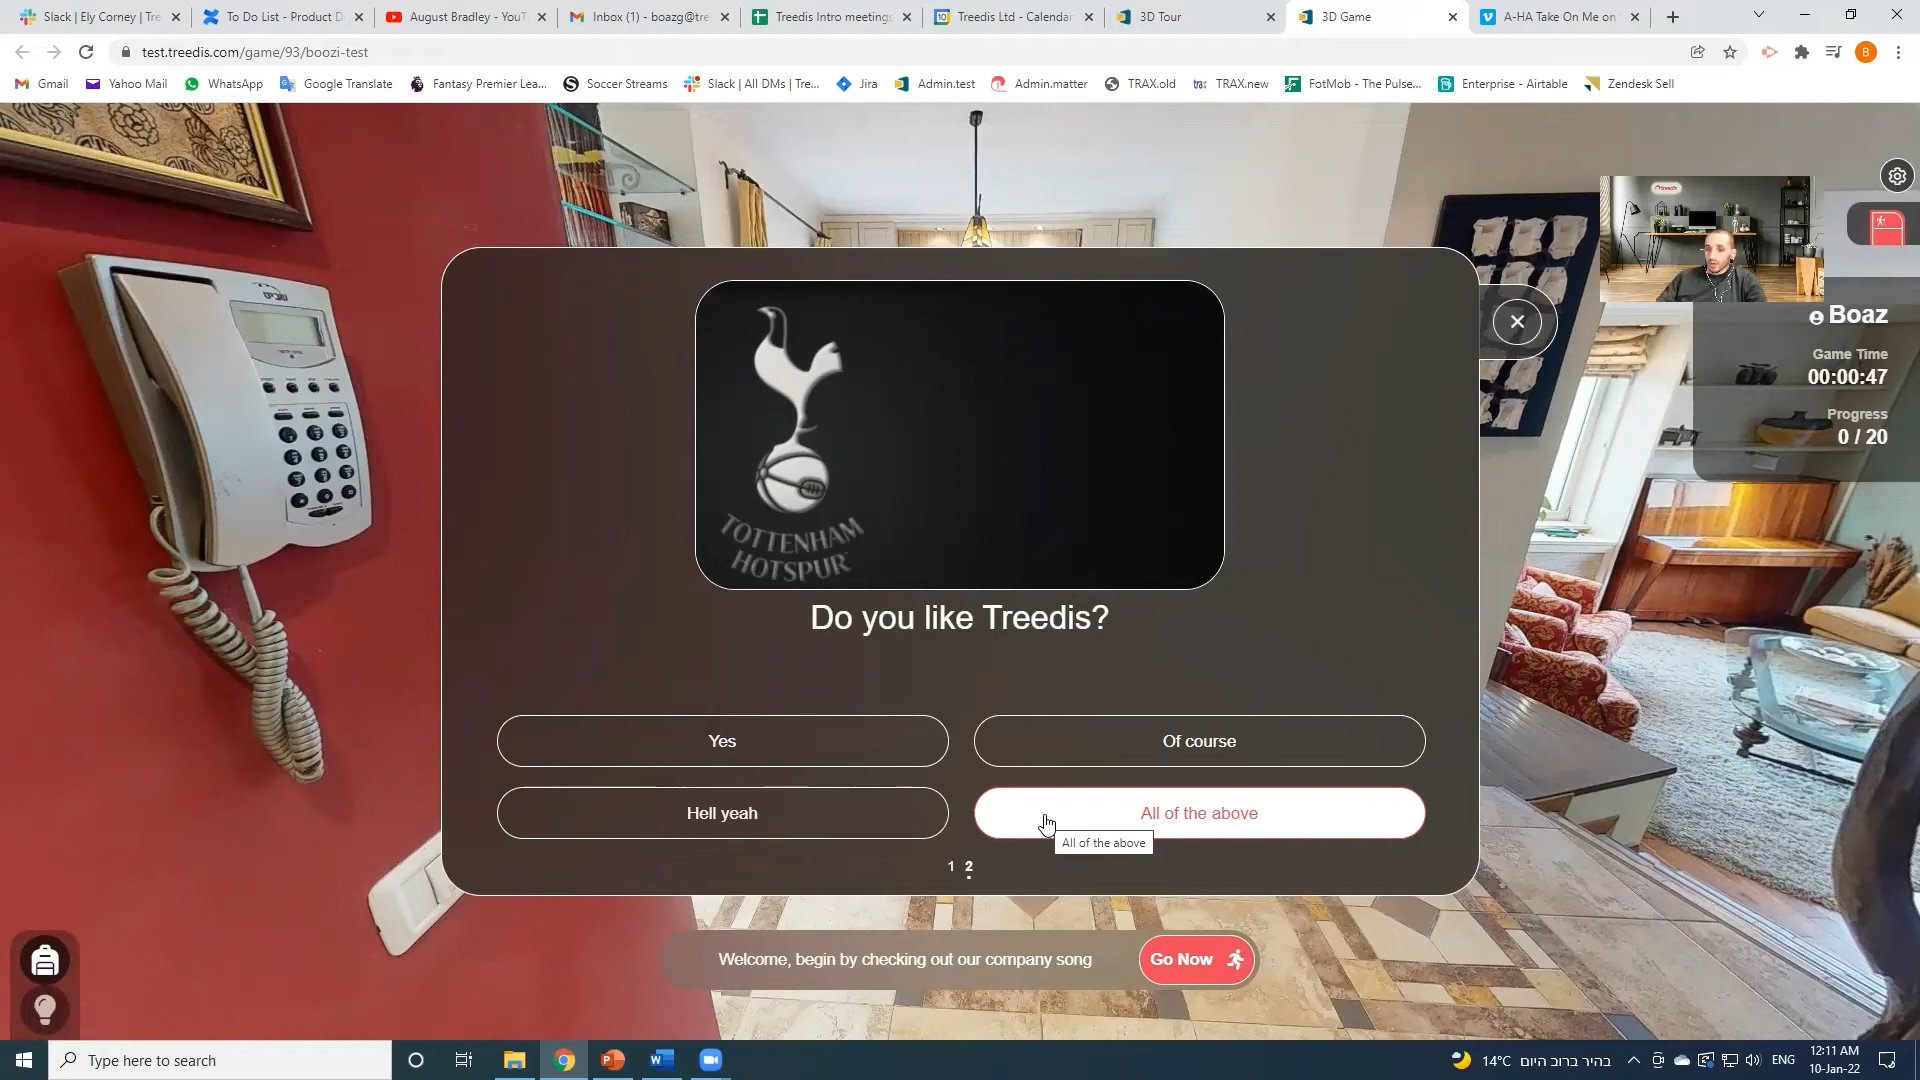 Slack | Ely Corney | Tre
To Do List - Product D
August Bradley - YouT
Inbox (1) - boazg@tre
Treedis Intro meetings
Treedis Ltd - Calendar
3D Tour
3D Game
A-HA Take On Me on
test.treedis.com/game/93/boozi-test
B
Gmail
Yahoo Mail
WhatsApp
Google Translate
Fantasy Premier Lea...
Soccer Streams
Slack | All DMs | Tre...
Jira
Admin.test
Admin.matter
TRAX.old
TRAX.new
FotMob - The Pulse...
Enterprise - Airtable
Zendesk Sell
TOTTENHAM
HOTSPUR
Boaz
Game Time
00:00:47
Progress
0 / 20
Do you like Treedis?
Yes
Of course
Hell yeah
All of the above
All of the above
1 2
Welcome, begin by checking out our company song
Go Now
Type here to search
14°C בהיר ברוב היום
ENG
12:11 AM
10-Jan-22